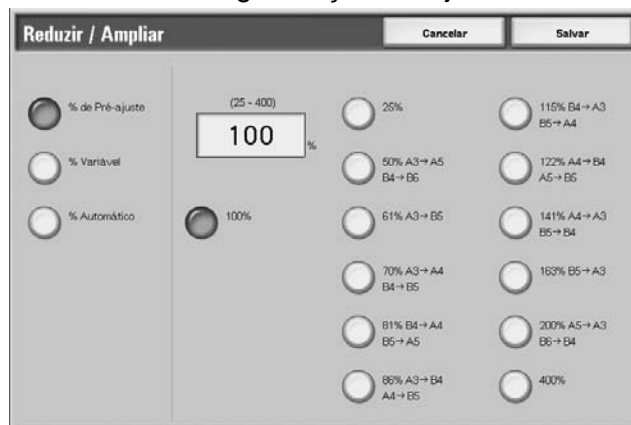 Reduzir / Ampliar
Cancelar
Salvar
% de Pré-ajuste
% Variável
% Automático
(25 - 400)
100
%
100%
25%
50% A3→A5
B4→B6
61% A3→B5
70% A3→A4
B4→B5
81% B4→A4
B5→A5
86% A3→B4
A4→B5
115% B4→A3
B5→A4
122% A4→B4
A5→B5
141% A4→A3
B5→B4
163% B5→A3
200% A5→A3
B6→B4
400%